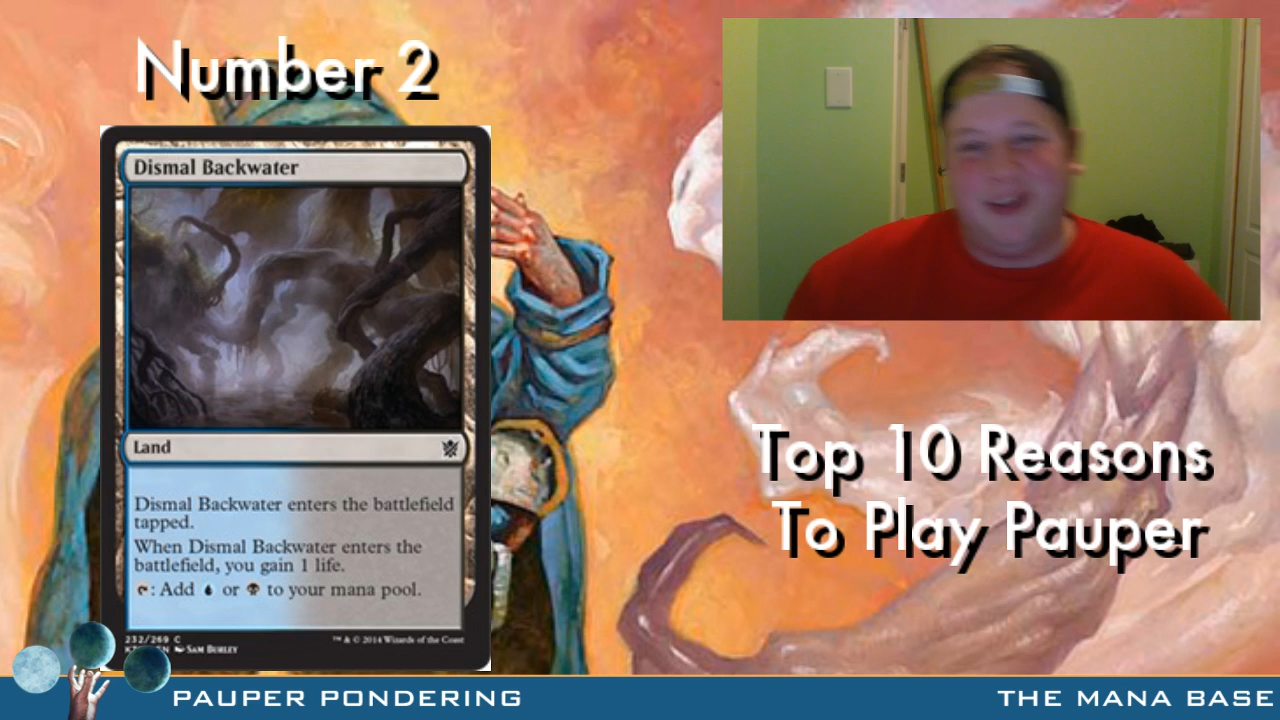 Number 2
Dismal Backwater
Land
Dismal Backwater enters the battlefield
tapped.
When Dismal Backwater enters the
battlefield, you gain 1 life.
: Add or to your mana pool.
232/269 C
™ & © 2014 Wizards of the Coast
SAM BURLEY
Top 10 Reasons
To Play Pauper
PAUPER PONDERING
THE MANA BASE